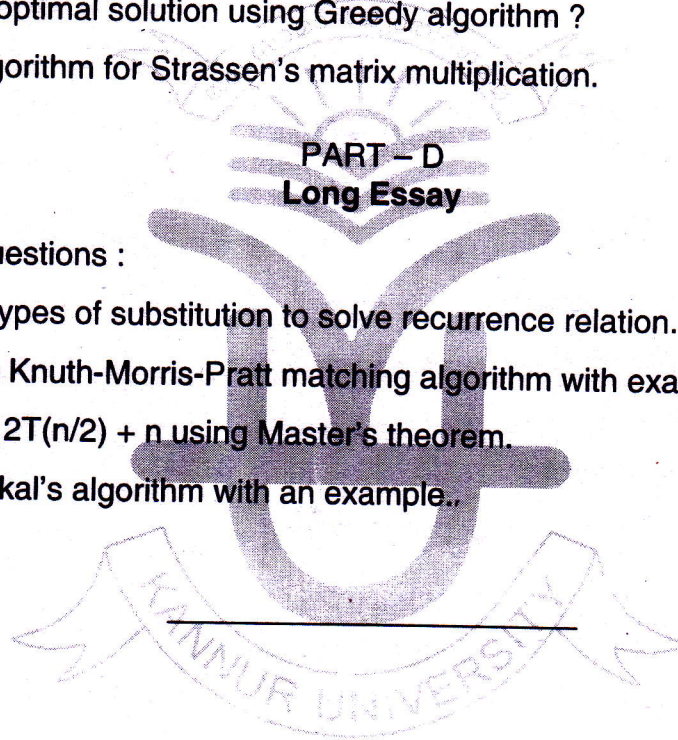 optimal solution using Greedy algorithm ?
gorithm for Strassen's matrix multiplication.
PART – D
Long Essay
uestions :
ypes of substitution to solve recurrence relation.
Knuth-Morris-Pratt matching algorithm with exa
2T(n/2) + n using Master's theorem.
kal's algorithm with an example..
KANNUR UNIVERSITY